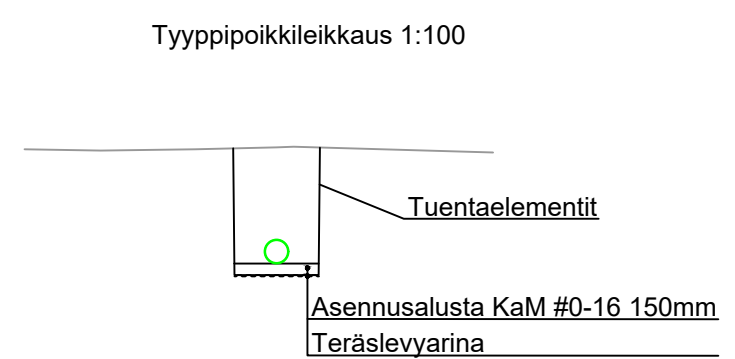 Tyyppipoikkileikkaus 1:100
Tuentaelementit
Asennusalusta KaM #0-16 150mm
Teräslevyarina